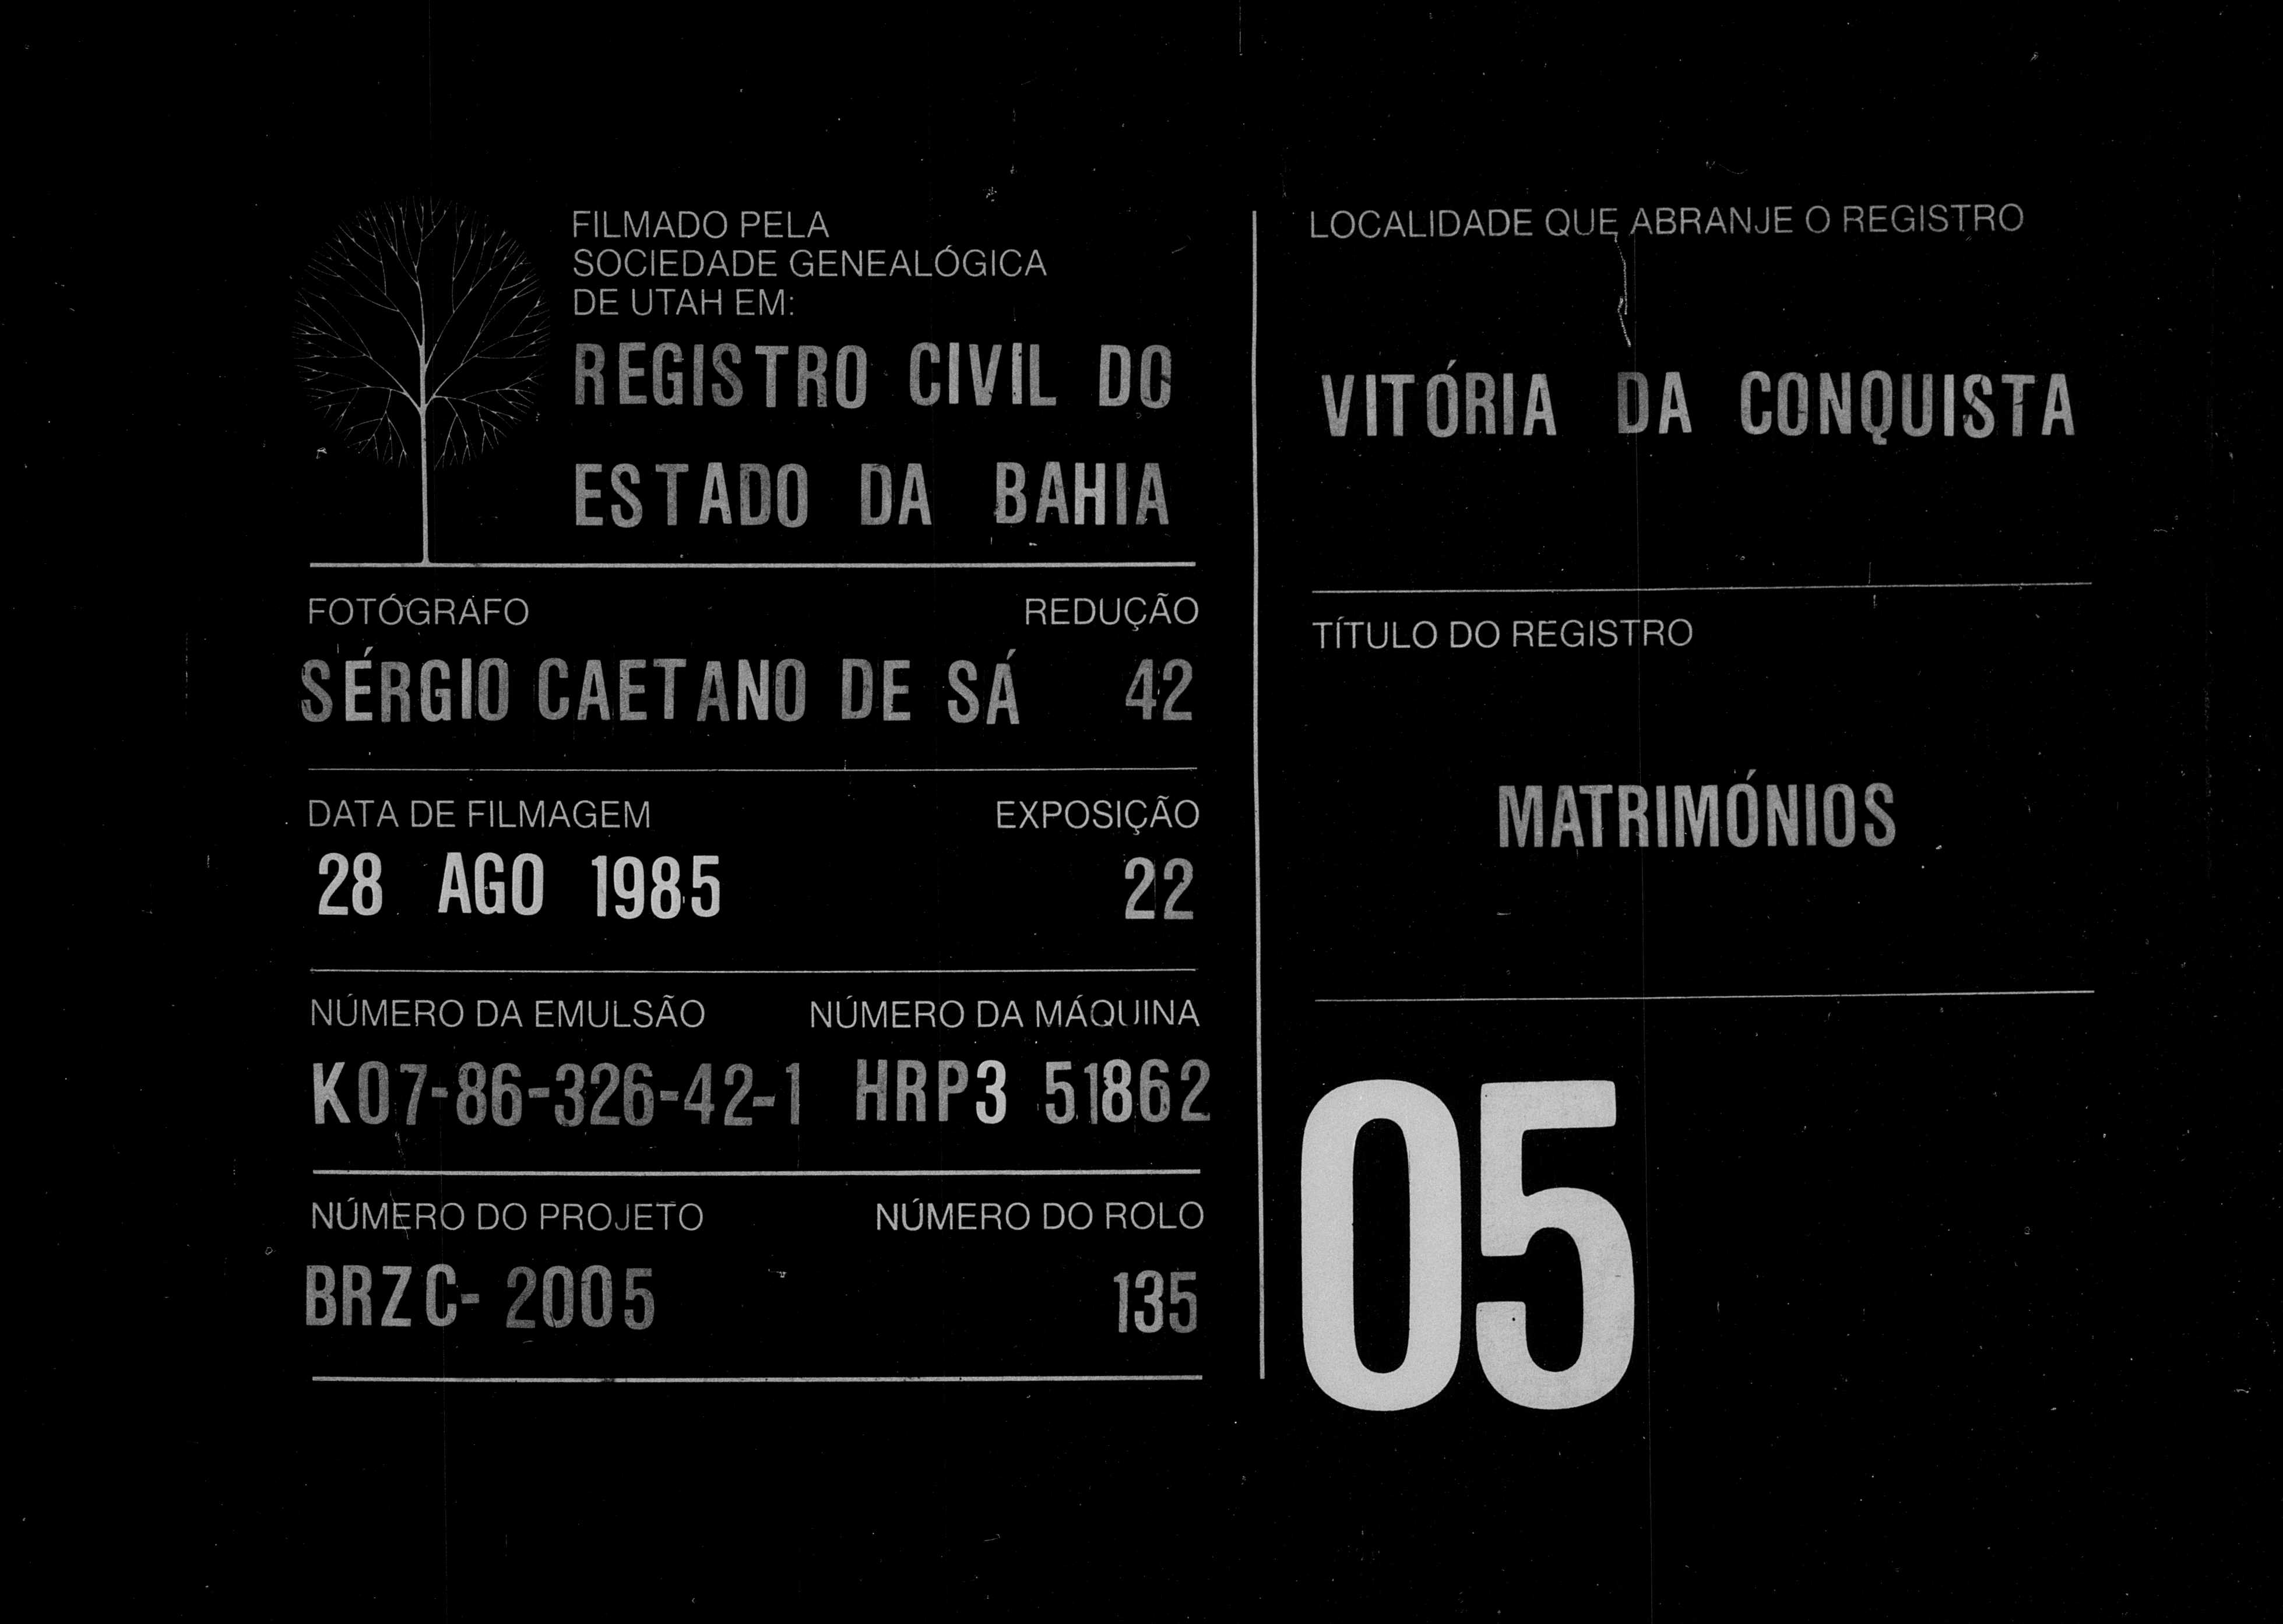 FILMADO PELA
SOCIEDADE GENEALÓGICA
DE UTAH EM:
REGISTRO CIVIL DO
ESTADO DA BAHIA
FOTÓGRAFO REDUÇÃO
SÉRGIO CAETANO DE SÁ 42
DATA DE FILMAGEM EXPOSIÇÃO
28 AGO 1985 22
NÚMERO DA EMULSÃO NÚMERO DA MÁQUINA
K07-86-326-42-1 HRP3 51862
NÚMERO DO PROJETO NÚMERO DO ROLO
BRZC-2005 135
LOCALIDADE QUE ABRANJE O REGISTRO
VITÓRIA DA CONQUISTA
TÍTULO DO REGISTRO
MATRIMÓNIOS
05